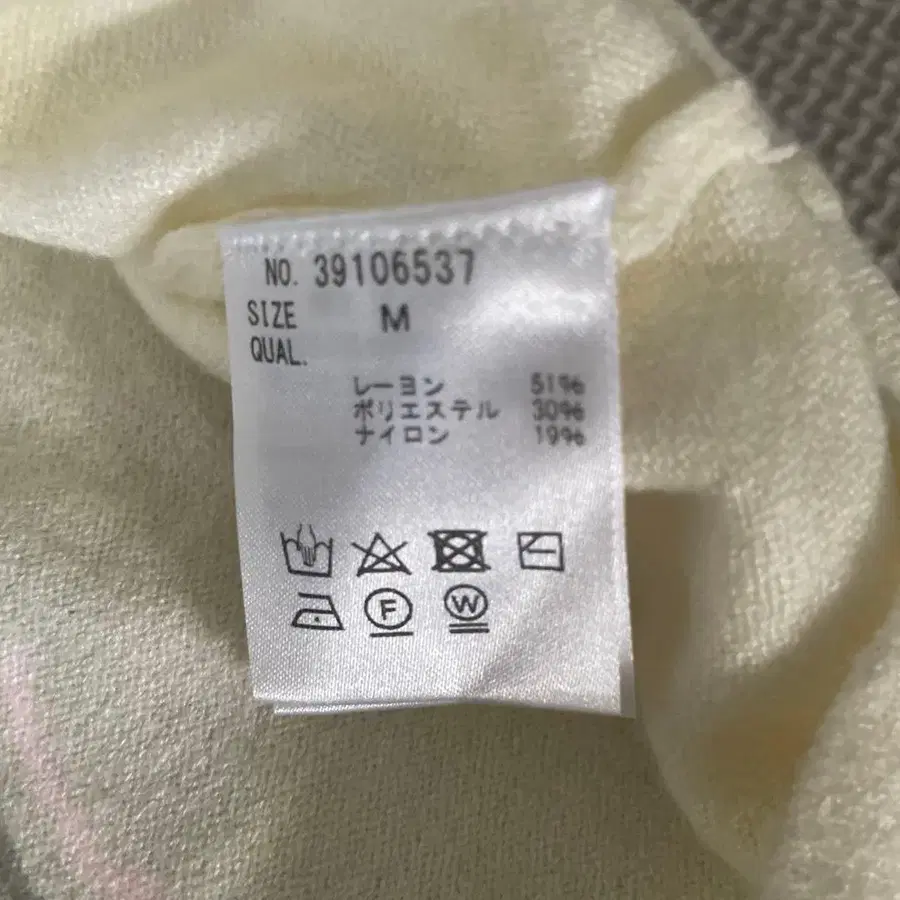 NO. 39106537
SIZE M
QUAL.
レーヨン 51%
ポリエステル 30%
ナイロン 19%
F W